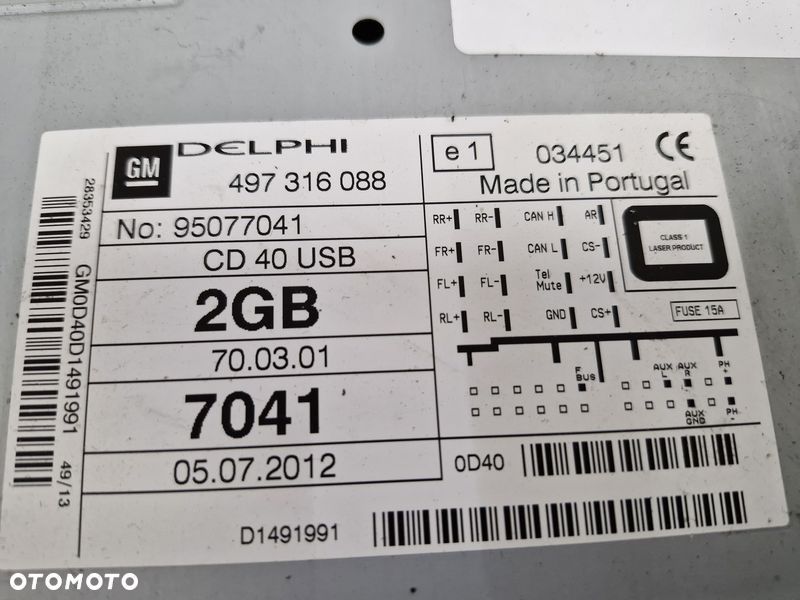 GM
DELPHI
497 316 088
e 1
034451 CE
Made in Portugal
No: 95077041
CD 40 USB
2GB
70.03.01
7041
05.07.2012
RR+ RR- CAN H AR
FR+ FR- CAN L CS-
FL+ FL- Tel Mute +12V
RL+ RL- GND CS+
CLASS 1
LASER PRODUCT
FUSE 15A
F BUS
AUX L
AUX R
PH +
AUX GND
PH -
0D40
D1491991
28353429
GM0D40D1491991
49/13
OTOMOTO